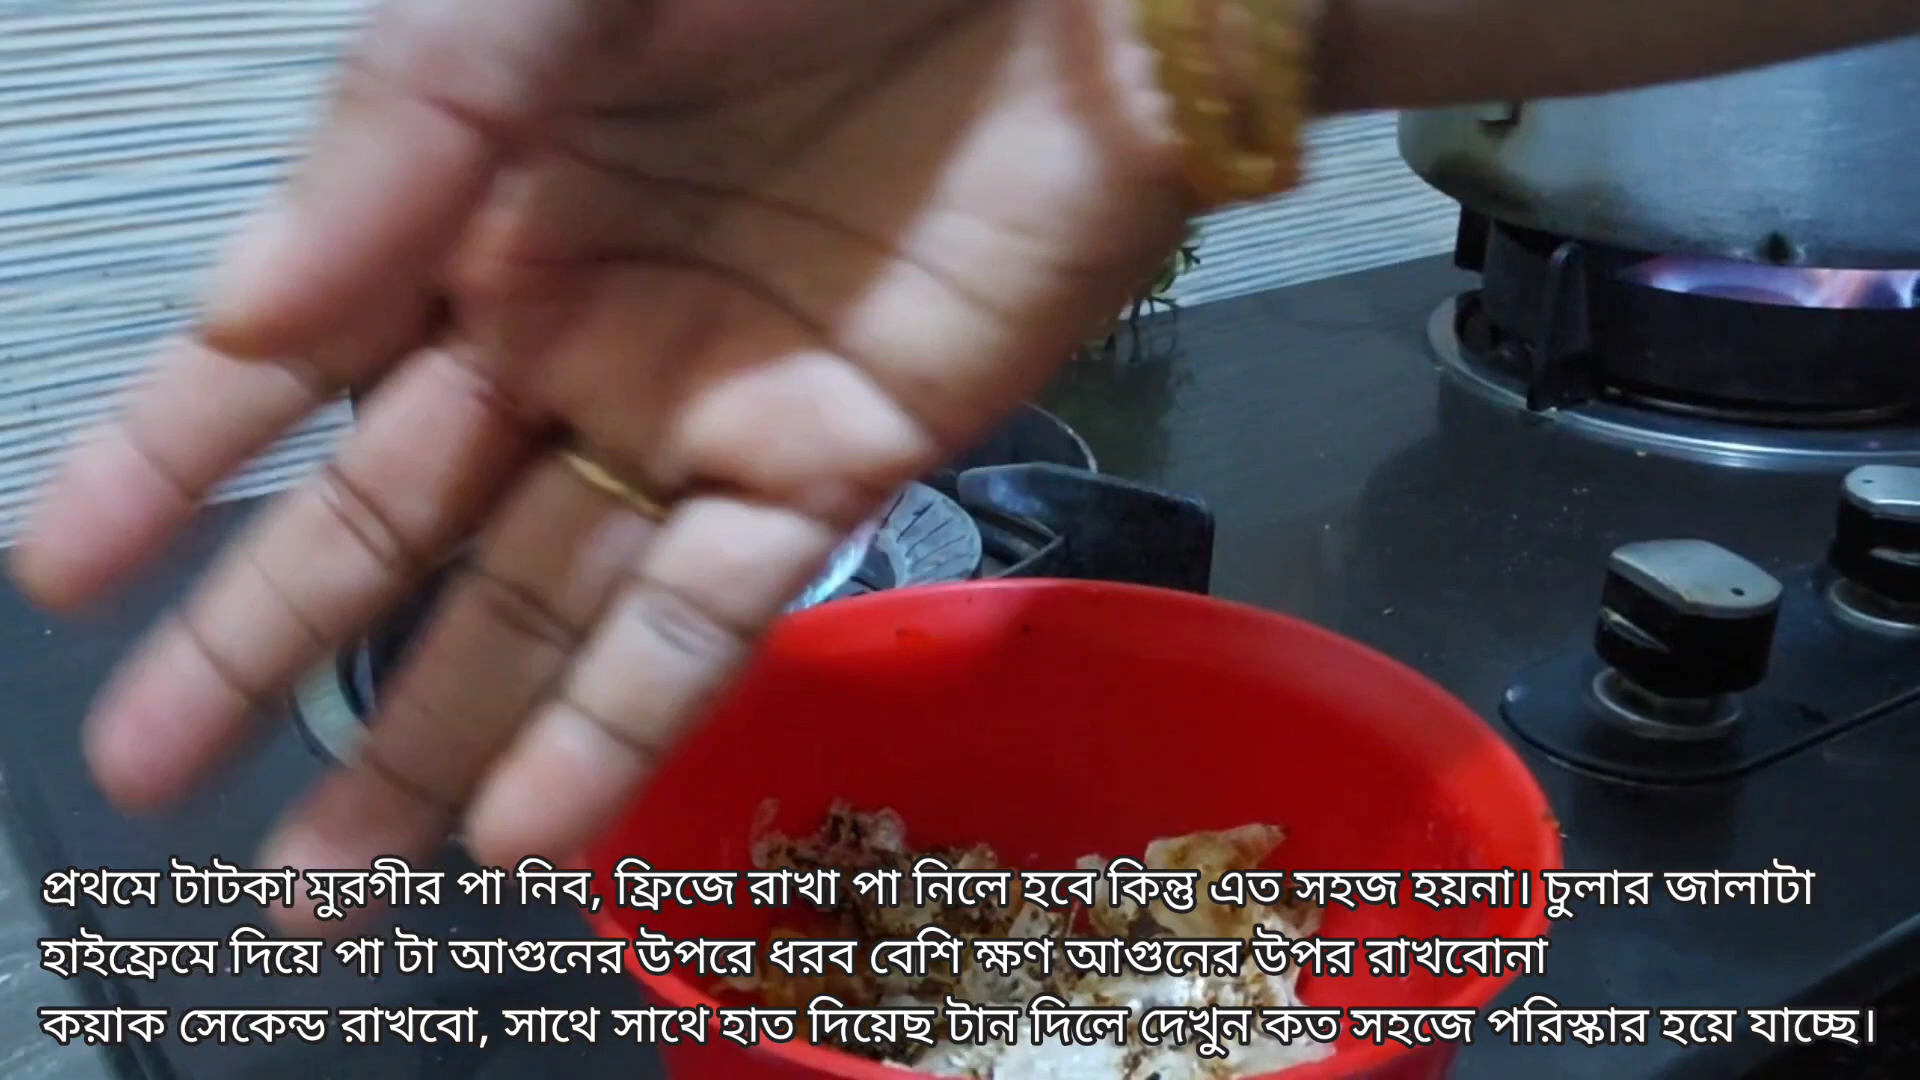 প্রথমে টাটকা মুরগীর পা নিব, ফ্রিজে রাখা পা নিলে হবে কিন্তু এত সহজ হয়না। চুলার জালাটা
হাইফ্রেমে দিয়ে পা টা আগুনের উপরে ধরব বেশি ক্ষণ আগুনের উপর রাখবোনা
কয়াক সেকেন্ড রাখবো, সাথে সাথে হাত দিয়েছ টান দিলে দেখুন কত সহজে পরিস্কার হয়ে যাচ্ছে।